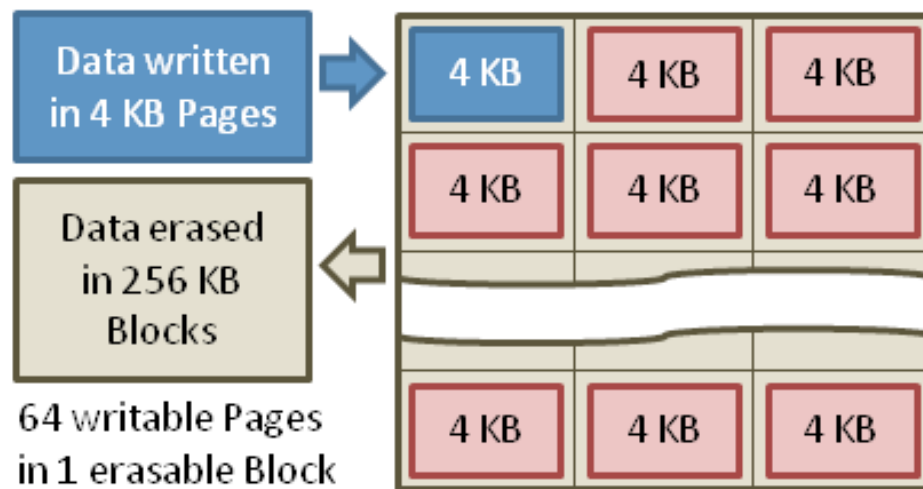 Data written
in 4 KB Pages
Data erased
in 256 KB
Blocks
64 writable Pages
in 1 erasable Block
4 KB 4 KB 4 KB
4 KB 4 KB 4 KB
4 KB 4 KB 4 KB